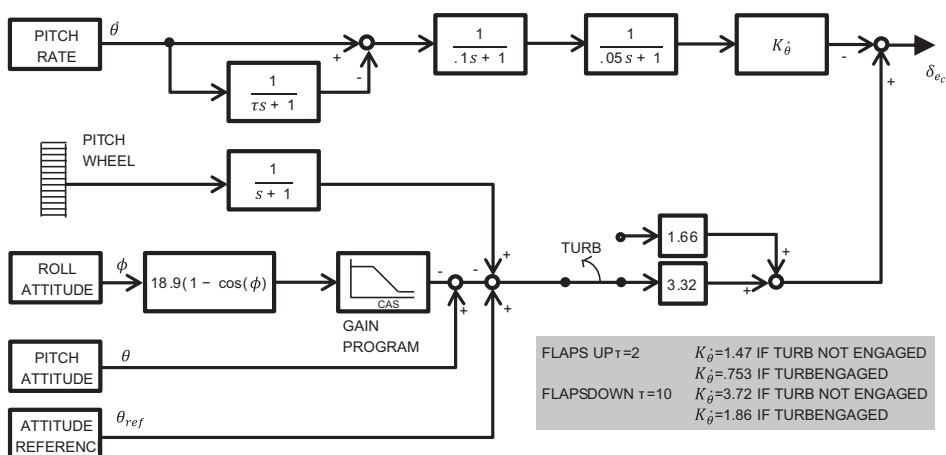 PITCH
RATE
θ̇
+
-
1
τs + 1
1
.1s + 1
1
.05s + 1
K_θ̇
-
+
δ_e_c
PITCH
WHEEL
1
s + 1
+
ROLL
ATTITUDE
ϕ
18.9(1 − cos(ϕ)
CAS
GAIN
PROGRAM
-
+
-
+
TURB
1.66
3.32
+
+
PITCH
ATTITUDE
θ
ATTITUDE
REFERENC
θ_ref
FLAPS UP τ=2 K_θ̇=1.47 IF TURB NOT ENGAGED
K_θ̇=.753 IF TURBENGAGED
FLAPSDOWN τ=10 K_θ̇=3.72 IF TURB NOT ENGAGED
K_θ̇=1.86 IF TURBENGAGED